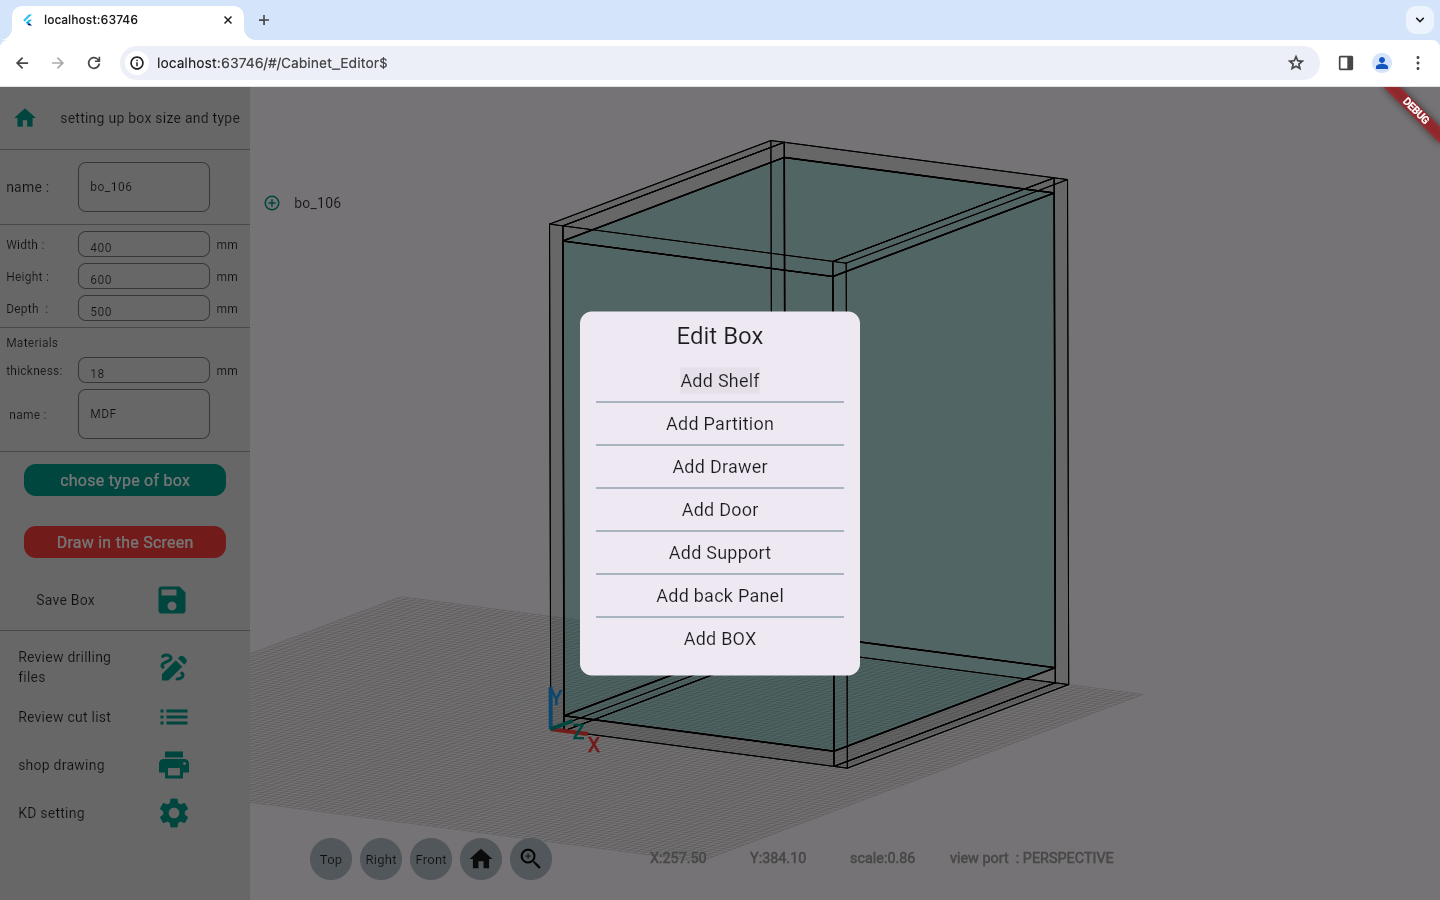 localhost:63746
localhost:63746/#/Cabinet_Editor$
DEBUG
setting up box size and type
name :
bo_106
bo_106
Width :
400
mm
Height :
600
mm
Depth :
500
mm
Materials
thickness:
18
mm
name :
MDF
chose type of box
Draw in the Screen
Save Box
Review drilling
files
Review cut list
shop drawing
KD setting
Edit Box
Add Shelf
Add Partition
Add Drawer
Add Door
Add Support
Add back Panel
Add BOX
Y
Z
X
Top
Right
Front
X:257.50
Y:384.10
scale:0.86
view port : PERSPECTIVE